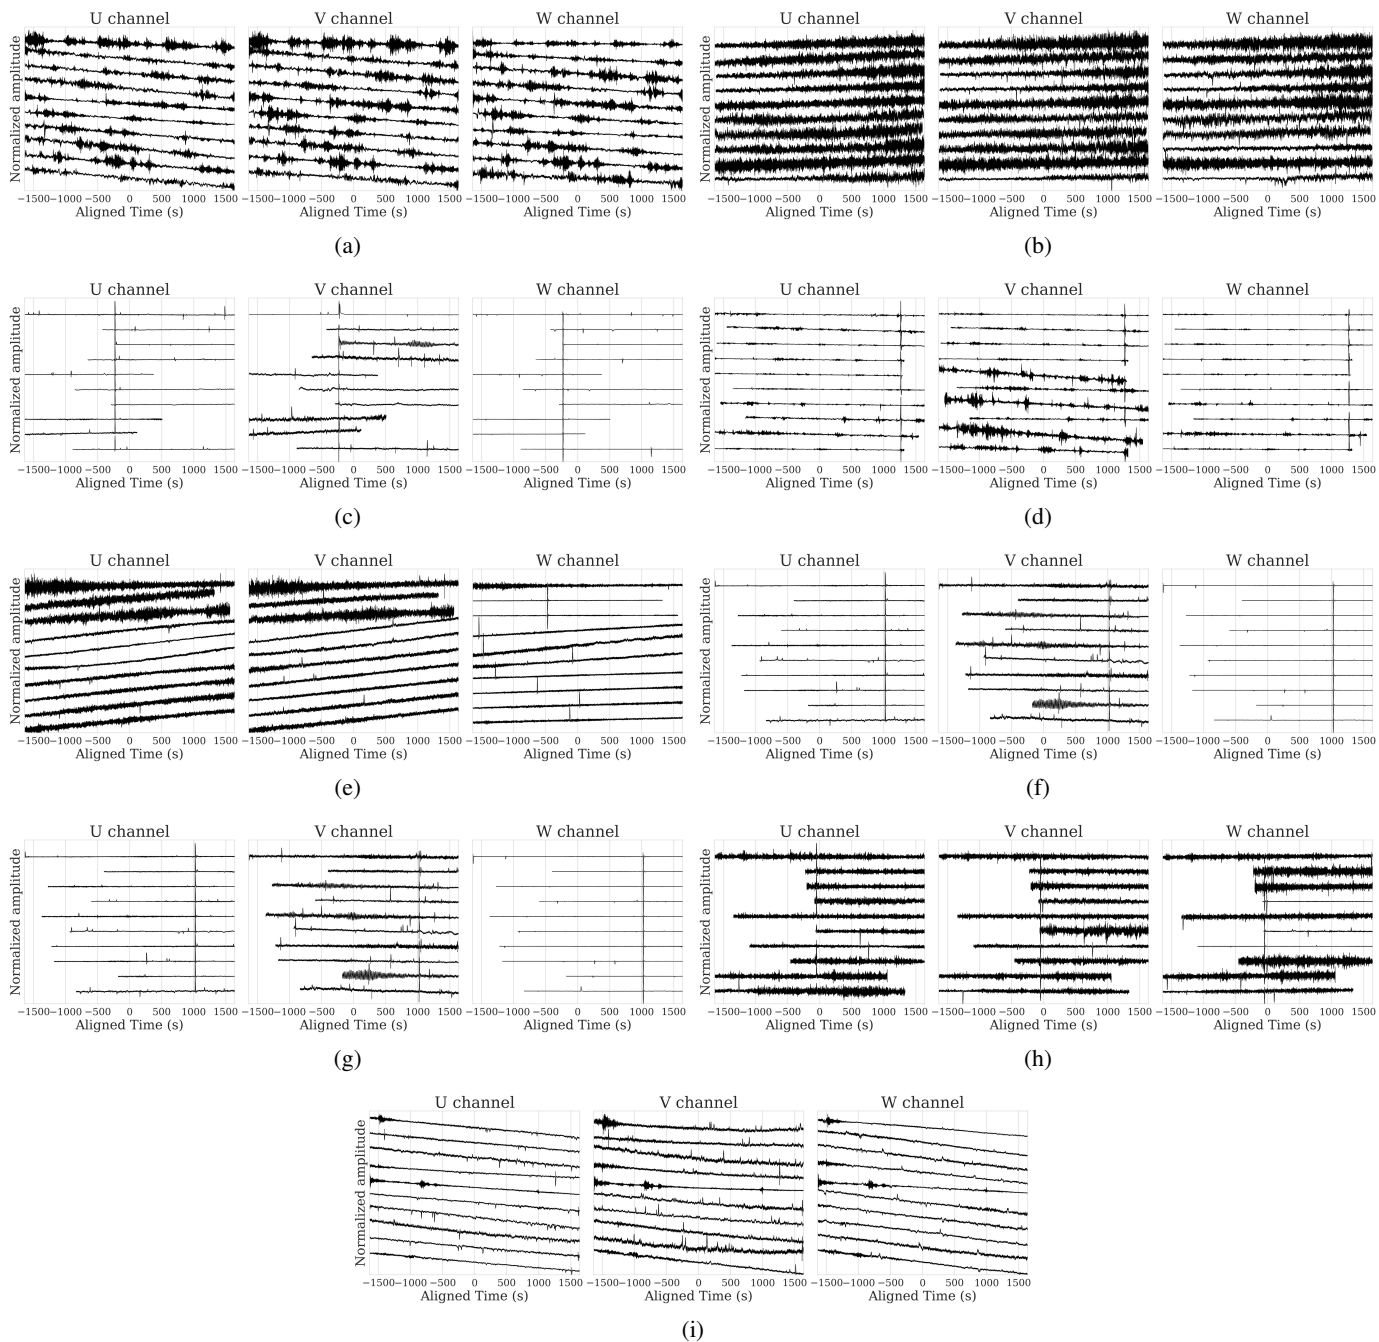 U channel V channel W channel U channel V channel W channel
Normalized amplitude Normalized amplitude
−1500 −1000 −500 0 500 1000 1500 −1500 −1000 −500 0 500 1000 1500 −1500 −1000 −500 0 500 1000 1500 −1500 −1000 −500 0 500 1000 1500 −1500 −1000 −500 0 500 1000 1500 −1500 −1000 −500 0 500 1000 1500
Aligned Time (s) Aligned Time (s) Aligned Time (s) Aligned Time (s) Aligned Time (s) Aligned Time (s)
(a) (b)
U channel V channel W channel U channel V channel W channel
Normalized amplitude Normalized amplitude
−1500 −1000 −500 0 500 1000 1500 −1500 −1000 −500 0 500 1000 1500 −1500 −1000 −500 0 500 1000 1500 −1500 −1000 −500 0 500 1000 1500 −1500 −1000 −500 0 500 1000 1500 −1500 −1000 −500 0 500 1000 1500
Aligned Time (s) Aligned Time (s) Aligned Time (s) Aligned Time (s) Aligned Time (s) Aligned Time (s)
(c) (d)
U channel V channel W channel U channel V channel W channel
Normalized amplitude Normalized amplitude
−1500 −1000 −500 0 500 1000 1500 −1500 −1000 −500 0 500 1000 1500 −1500 −1000 −500 0 500 1000 1500 −1500 −1000 −500 0 500 1000 1500 −1500 −1000 −500 0 500 1000 1500 −1500 −1000 −500 0 500 1000 1500
Aligned Time (s) Aligned Time (s) Aligned Time (s) Aligned Time (s) Aligned Time (s) Aligned Time (s)
(e) (f)
U channel V channel W channel U channel V channel W channel
Normalized amplitude Normalized amplitude
−1500 −1000 −500 0 500 1000 1500 −1500 −1000 −500 0 500 1000 1500 −1500 −1000 −500 0 500 1000 1500 −1500 −1000 −500 0 500 1000 1500 −1500 −1000 −500 0 500 1000 1500 −1500 −1000 −500 0 500 1000 1500
Aligned Time (s) Aligned Time (s) Aligned Time (s) Aligned Time (s) Aligned Time (s) Aligned Time (s)
(g) (h)
U channel V channel W channel
Normalized amplitude
−1500 −1000 −500 0 500 1000 1500 −1500 −1000 −500 0 500 1000 1500 −1500 −1000 −500 0 500 1000 1500
Aligned Time (s) Aligned Time (s) Aligned Time (s)
(i)